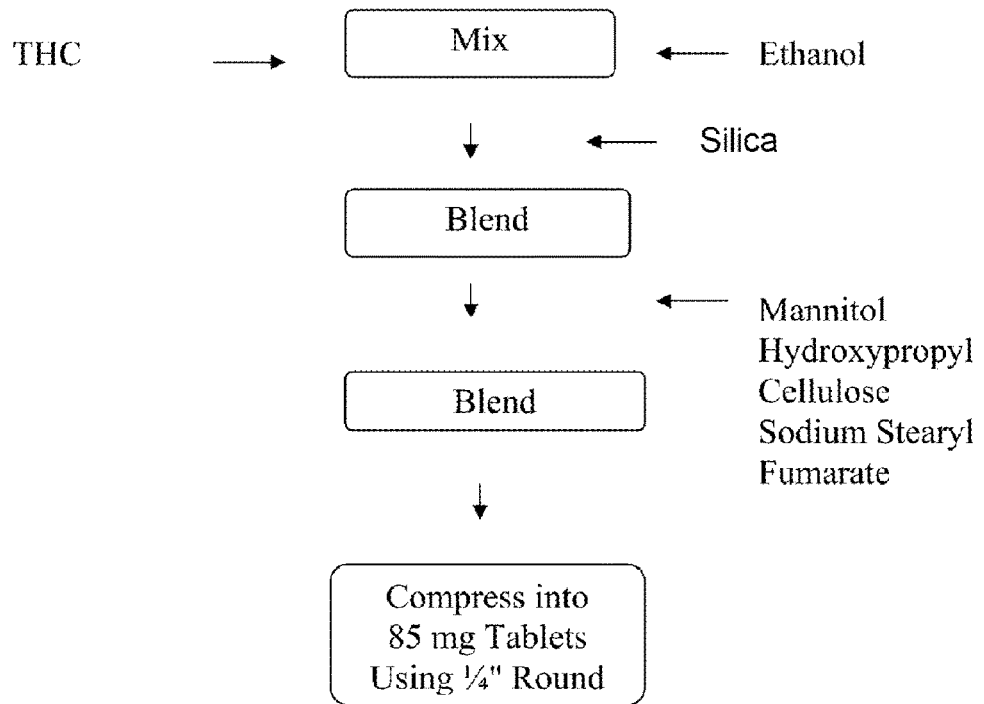 THC
Mix
Ethanol
Silica
Blend
Mannitol
Hydroxypropyl
Cellulose
Sodium Stearyl
Fumarate
Blend
Compress into
85 mg Tablets
Using ¼" Round